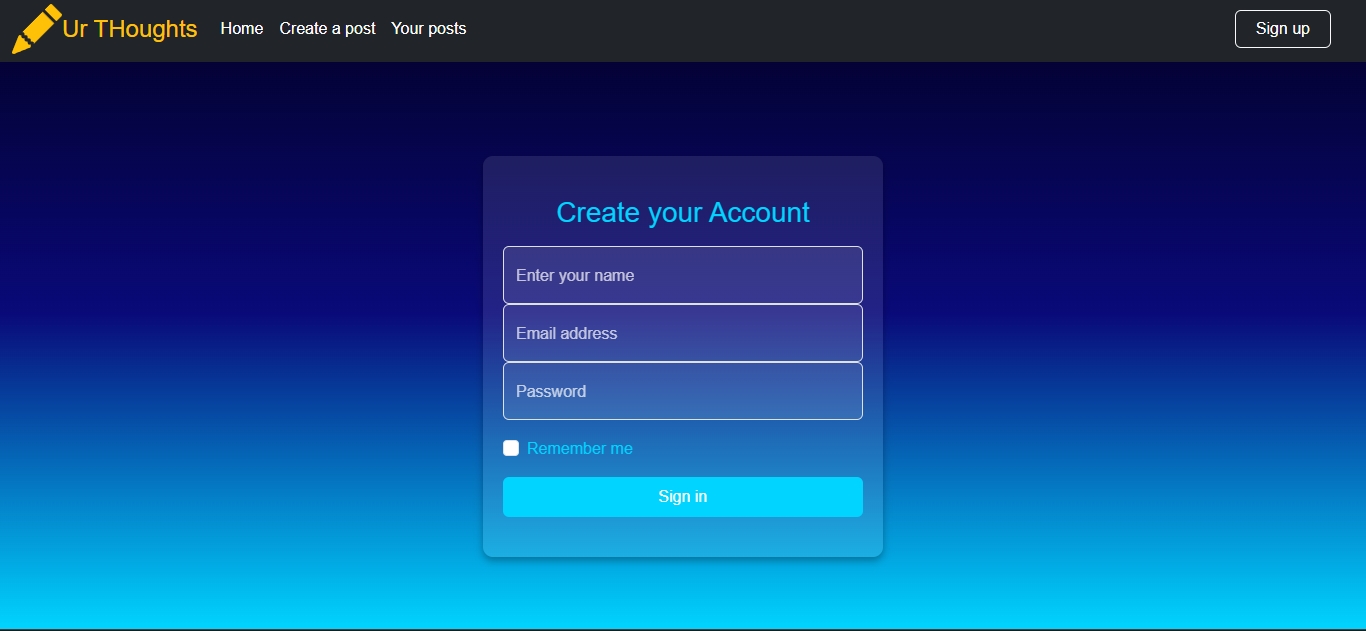 Ur THoughts Home Create a post Your posts Sign up
Create your Account
Enter your name
Email address
Password
Remember me
Sign in